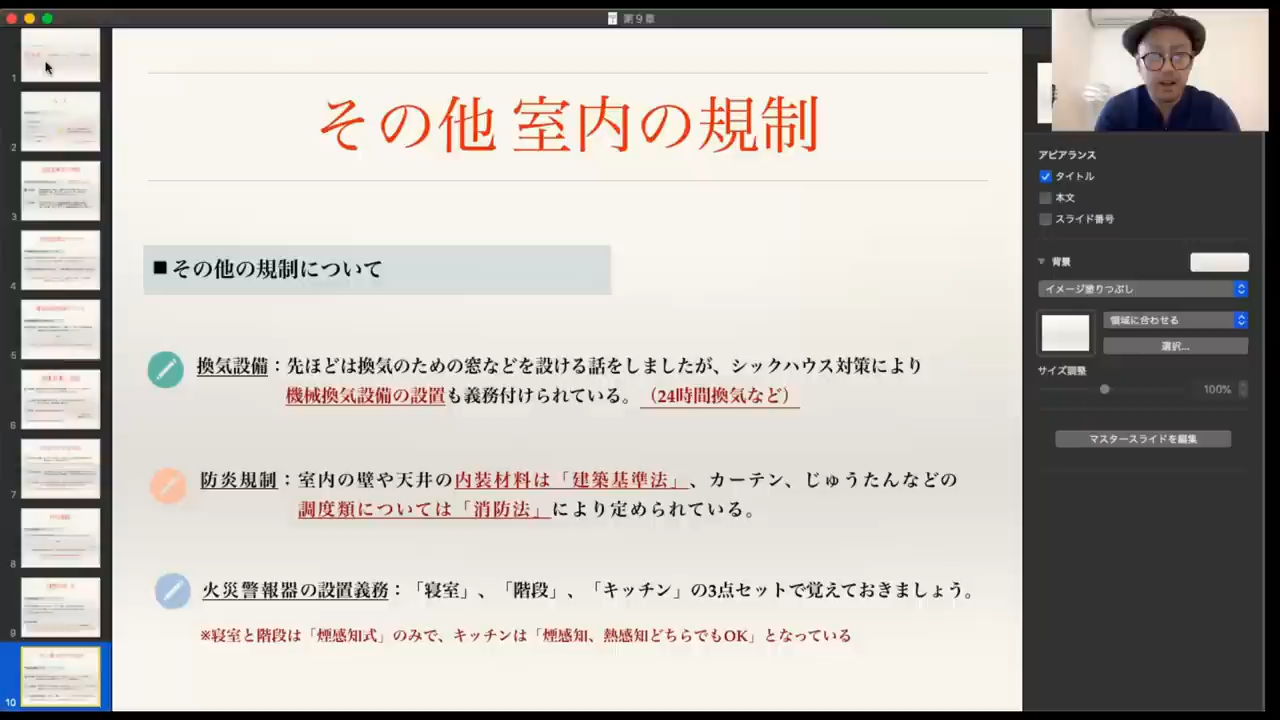 第9章
その他 室内の規制
■その他の規制について
換気設備：先ほどは換気のための窓などを設ける話をしましたが、シックハウス対策により
機械換気設備の設置も義務付けられている。（24時間換気など）
防炎規制：室内の壁や天井の内装材料は「建築基準法」、カーテン、じゅうたんなどの
調度類については「消防法」により定められている。
火災警報器の設置義務：「寝室」、「階段」、「キッチン」の3点セットで覚えておきましょう。
※寝室と階段は「煙感知式」のみで、キッチンは「煙感知、熱感知どちらでもOK」となっている
アピアランス
タイトル
本文
スライド番号
背景
イメージ塗りつぶし
領域に合わせる
選択...
サイズ調整
100%
マスタースライドを編集
1
2
3
4
5
6
7
8
9
10